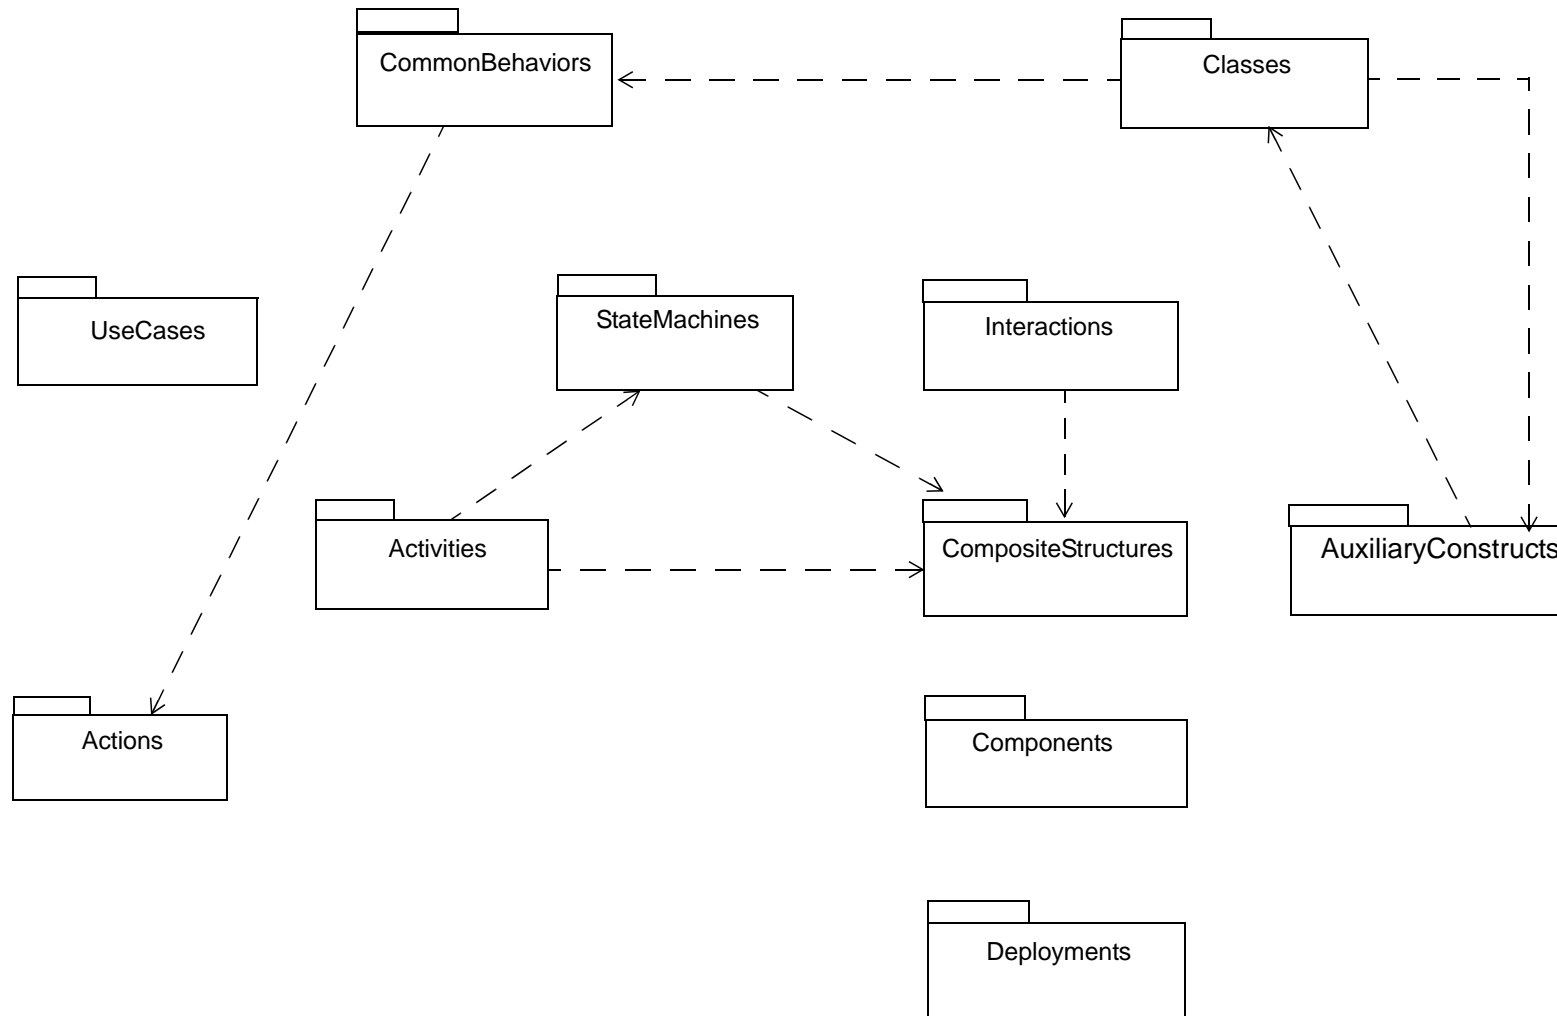 CommonBehaviors
Classes
UseCases
StateMachines
Interactions
Activities
CompositeStructures
AuxiliaryConstructs
Actions
Components
Deployments